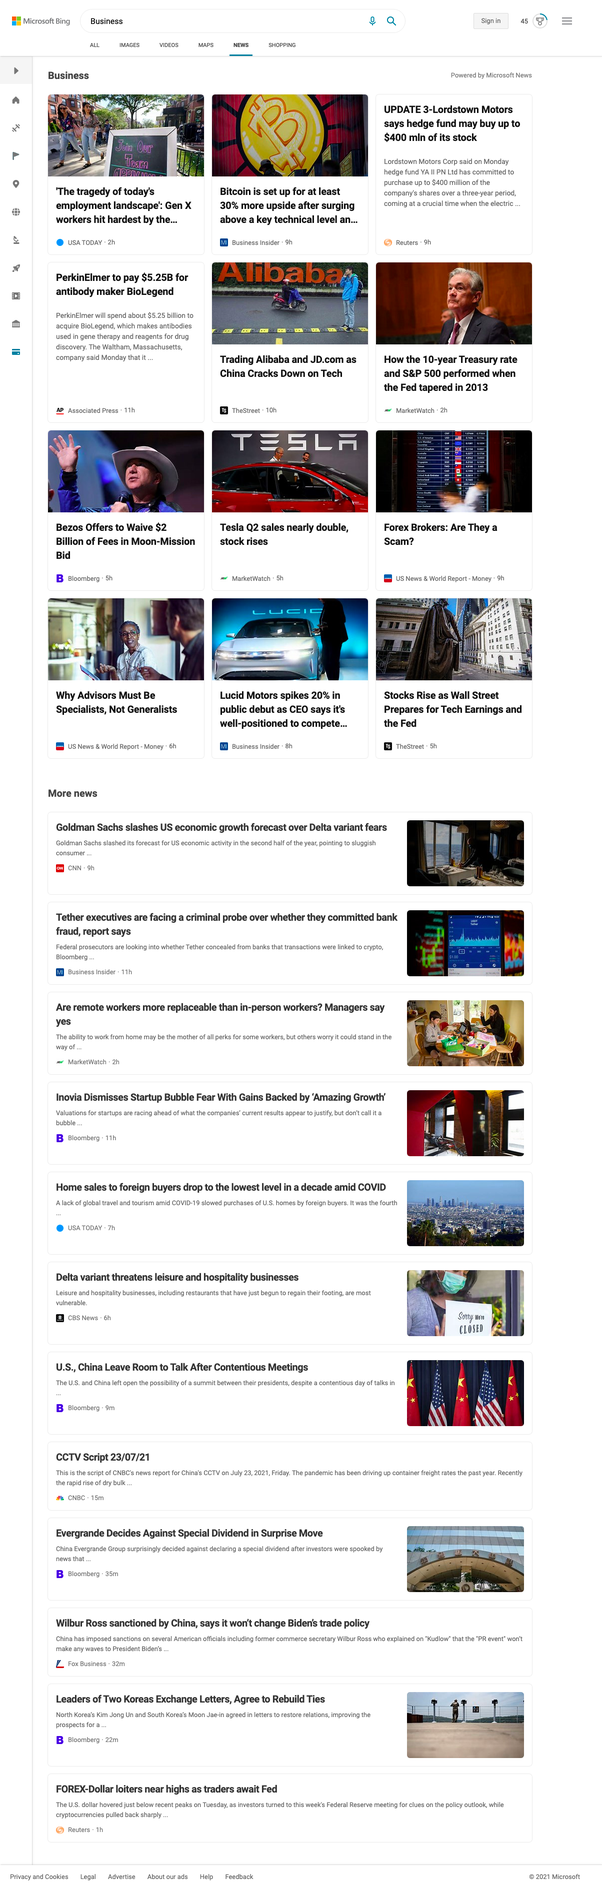 Microsoft Bing
Business
Sign in
45
ALL
IMAGES
VIDEOS
MAPS
NEWS
SHOPPING
Business
Powered by Microsoft News
Join Our
Team
'The tragedy of today's
employment landscape': Gen X
workers hit hardest by the...
USA TODAY · 2h
Bitcoin is set up for at least
30% more upside after surging
above a key technical level an...
Business Insider · 9h
UPDATE 3-Lordstown Motors
says hedge fund may buy up to
$400 mln of its stock
Lordstown Motors Corp said on Monday
hedge fund YA II PN Ltd has committed to
purchase up to $400 million of the
company's shares over a three-year period,
coming at a crucial time when the electric ...
Reuters · 9h
PerkinElmer to pay $5.25B for
antibody maker BioLegend
PerkinElmer will spend about $5.25 billion to
acquire BioLegend, which makes antibodies
used in gene therapy and reagents for drug
discovery. The Waltham, Massachusetts,
company said Monday that it ...
AP
Associated Press · 11h
Alibaba
Trading Alibaba and JD.com as
China Cracks Down on Tech
TheStreet · 10h
How the 10-year Treasury rate
and S&P 500 performed when
the Fed tapered in 2013
MarketWatch · 2h
Bezos Offers to Waive $2
Billion of Fees in Moon-Mission
Bid
B
Bloomberg · 5h
TESLA
Tesla Q2 sales nearly double,
stock rises
MarketWatch · 5h
Forex Brokers: Are They a
Scam?
US News & World Report - Money · 9h
Why Advisors Must Be
Specialists, Not Generalists
US News & World Report - Money · 6h
LUCID
Lucid Motors spikes 20% in
public debut as CEO says it's
well-positioned to compete...
Business Insider · 8h
Stocks Rise as Wall Street
Prepares for Tech Earnings and
the Fed
TheStreet · 5h
More news
Goldman Sachs slashes US economic growth forecast over Delta variant fears
Goldman Sachs slashed its forecast for US economic activity in the second half of the year, pointing to sluggish
consumer ...
CNN
CNN · 9h
Tether executives are facing a criminal probe over whether they committed bank
fraud, report says
Federal prosecutors are looking into whether Tether concealed from banks that transactions were linked to crypto,
Bloomberg ...
Business Insider · 11h
Are remote workers more replaceable than in-person workers? Managers say
yes
The ability to work from home may be the mother of all perks for some workers, but others worry it could stand in the
way of ...
MarketWatch · 2h
Inovia Dismisses Startup Bubble Fear With Gains Backed by ‘Amazing Growth’
Valuations for startups are racing ahead of what the companies' current results appear to justify, but don't call it a
bubble ...
B
Bloomberg · 11h
Home sales to foreign buyers drop to the lowest level in a decade amid COVID
A lack of global travel and tourism amid COVID-19 slowed purchases of U.S. homes by foreign buyers. It was the fourth
...
USA TODAY · 7h
Delta variant threatens leisure and hospitality businesses
Leisure and hospitality businesses, including restaurants that have just begun to regain their footing, are most
vulnerable.
CBS News · 6h
Sorry We're
CLOSED
U.S., China Leave Room to Talk After Contentious Meetings
The U.S. and China left open the possibility of a summit between their presidents, despite a contentious day of talks in
...
B
Bloomberg · 9m
CCTV Script 23/07/21
This is the script of CNBC's news report for China's CCTV on July 23, 2021, Friday. The pandemic has been driving up container freight rates the past year. Recently
the rapid rise of dry bulk ...
CNBC · 15m
Evergrande Decides Against Special Dividend in Surprise Move
China Evergrande Group surprisingly decided against declaring a special dividend after investors were spooked by
news that ...
B
Bloomberg · 35m
Wilbur Ross sanctioned by China, says it won’t change Biden’s trade policy
China has imposed sanctions on several American officials including former commerce secretary Wilbur Ross who explained on "Kudlow" that the "PR event" won't
make any waves to President Biden's ...
Fox Business · 32m
Leaders of Two Koreas Exchange Letters, Agree to Rebuild Ties
North Korea's Kim Jong Un and South Korea's Moon Jae-in agreed in letters to restore relations, improving the
prospects for a ...
B
Bloomberg · 22m
FOREX-Dollar loiters near highs as traders await Fed
The U.S. dollar hovered just below recent peaks on Tuesday, as investors turned to this week's Federal Reserve meeting for clues on the policy outlook, while
cryptocurrencies pulled back sharply ...
Reuters · 1h
Privacy and Cookies
Legal
Advertise
About our ads
Help
Feedback
© 2021 Microsoft